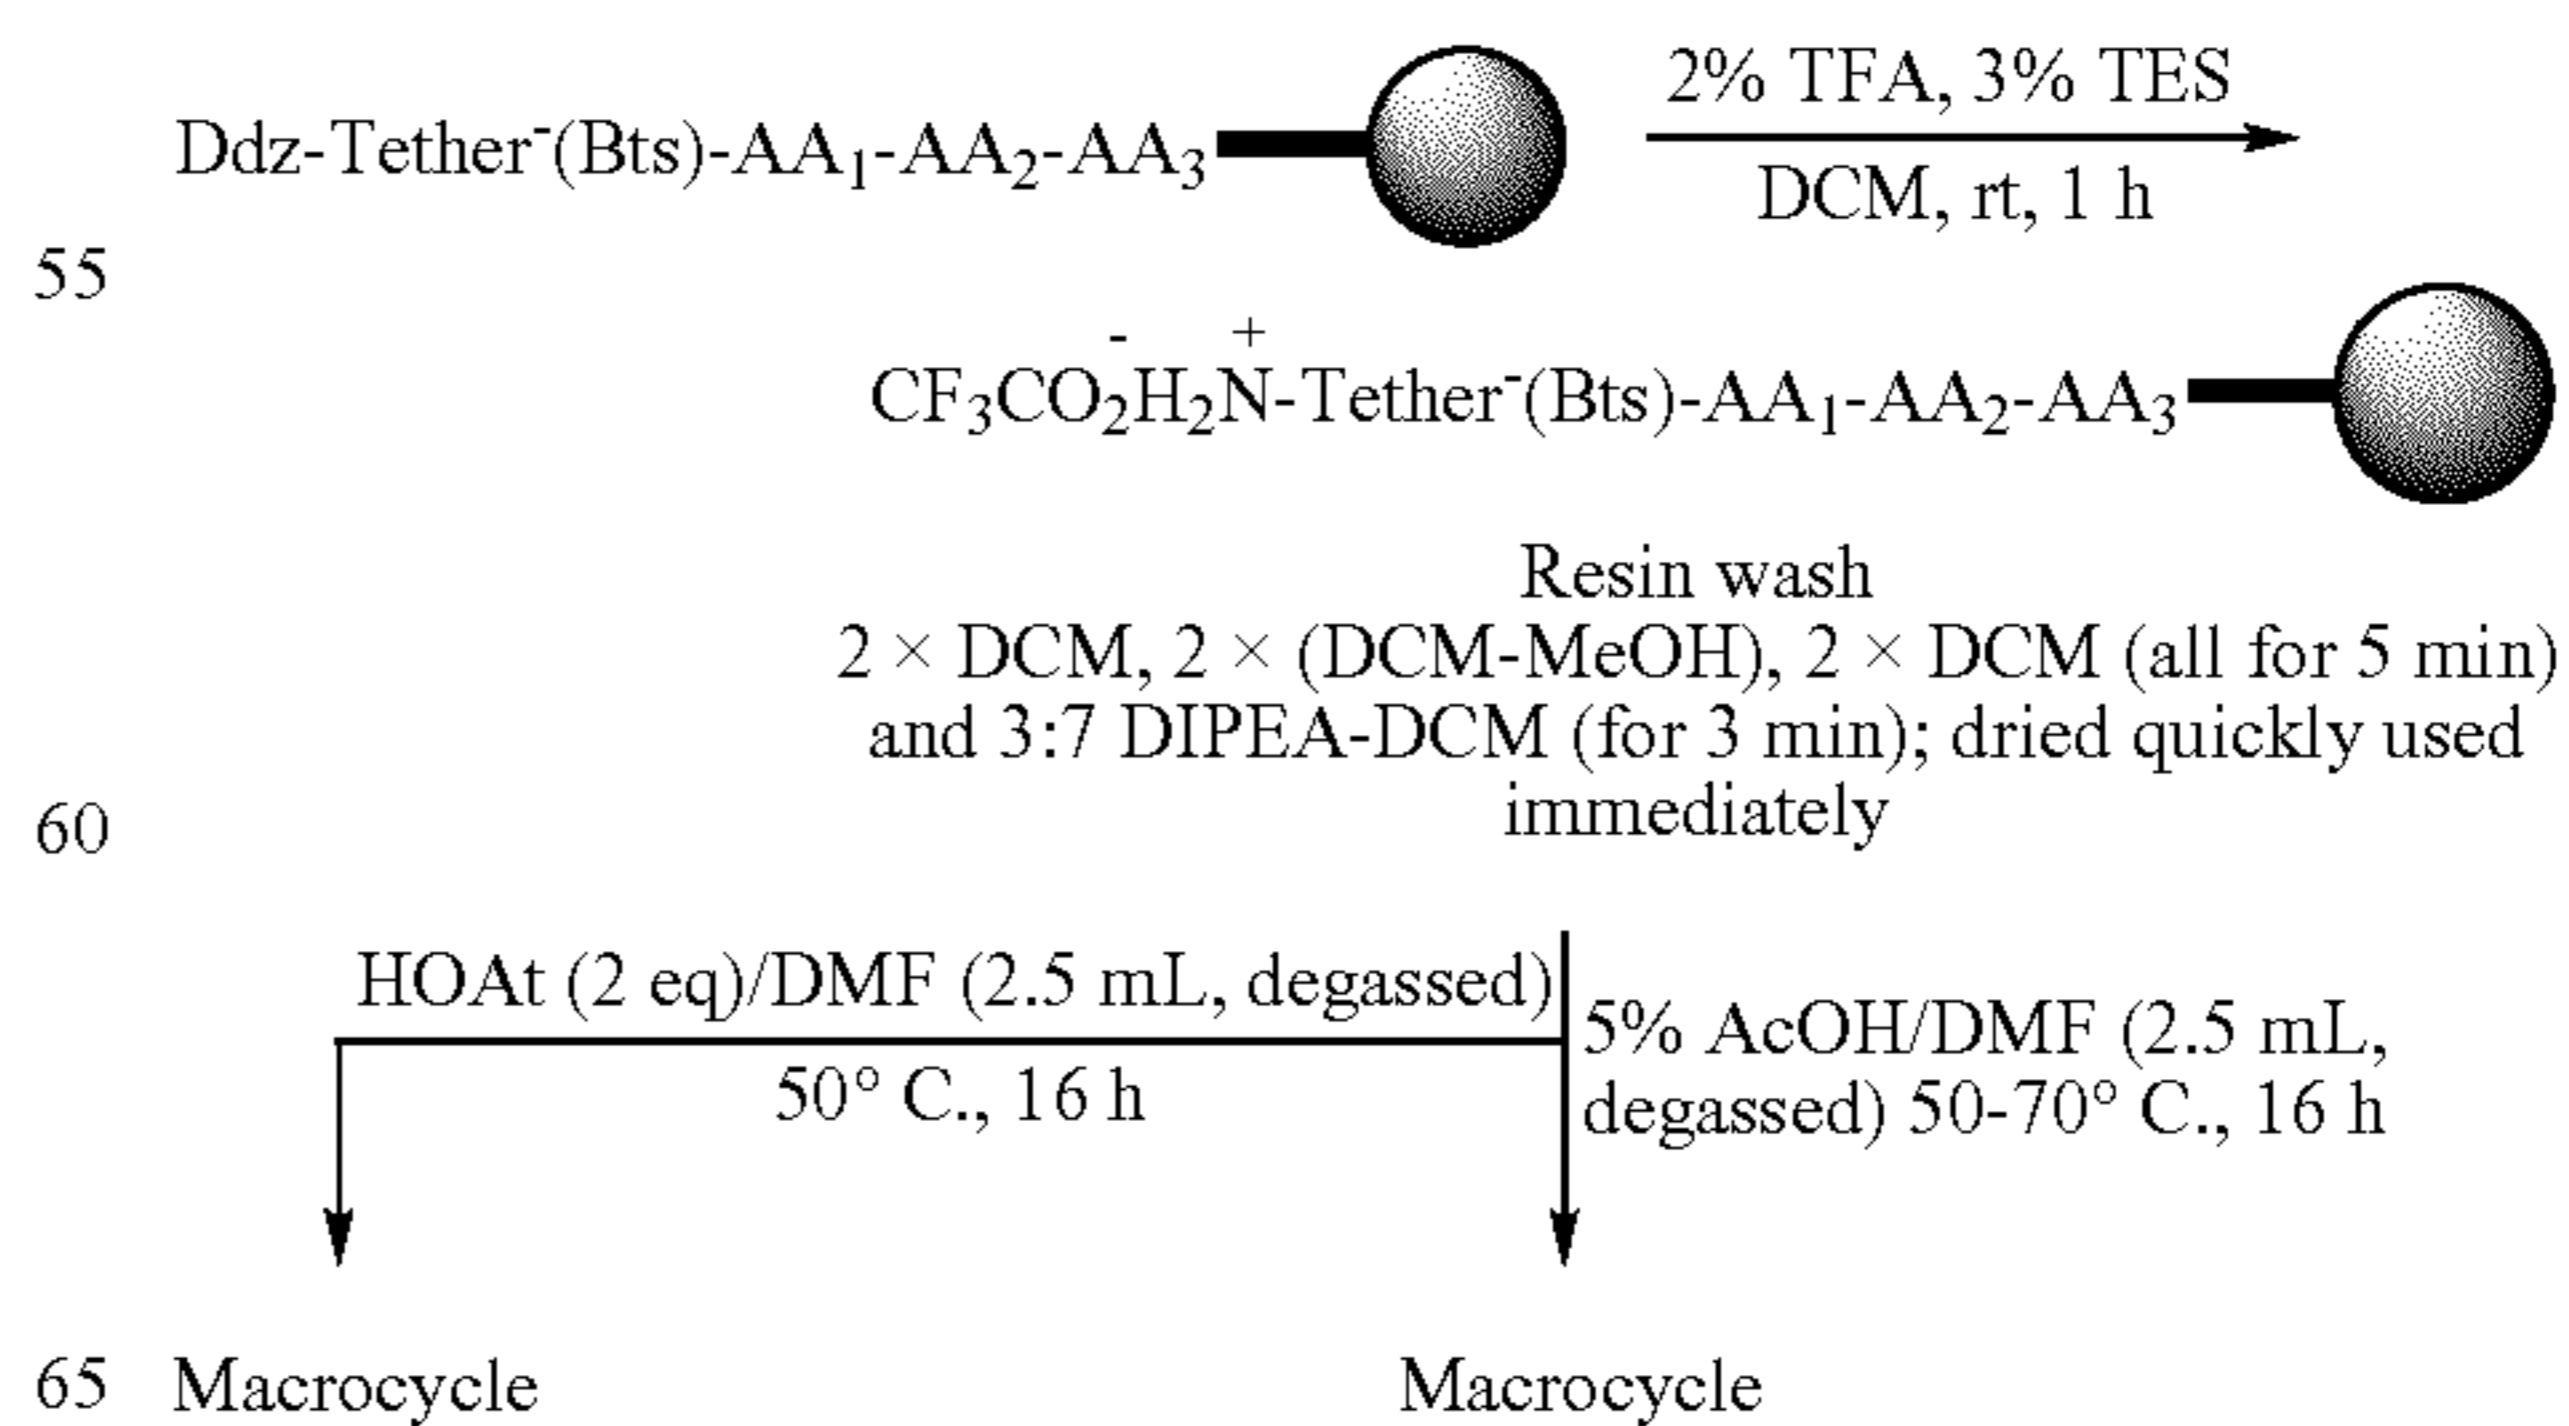 Ddz-Tether⁻(Bts)-AA₁-AA₂-AA₃
2% TFA, 3% TES
DCM, rt, 1 h
55
- +
CF₃CO₂H₂N-Tether⁻(Bts)-AA₁-AA₂-AA₃
Resin wash
2 × DCM, 2 × (DCM-MeOH), 2 × DCM (all for 5 min)
and 3:7 DIPEA-DCM (for 3 min); dried quickly used
immediately
60
HOAt (2 eq)/DMF (2.5 mL, degassed)
50° C., 16 h
5% AcOH/DMF (2.5 mL,
degassed) 50-70° C., 16 h
65 Macrocycle Macrocycle